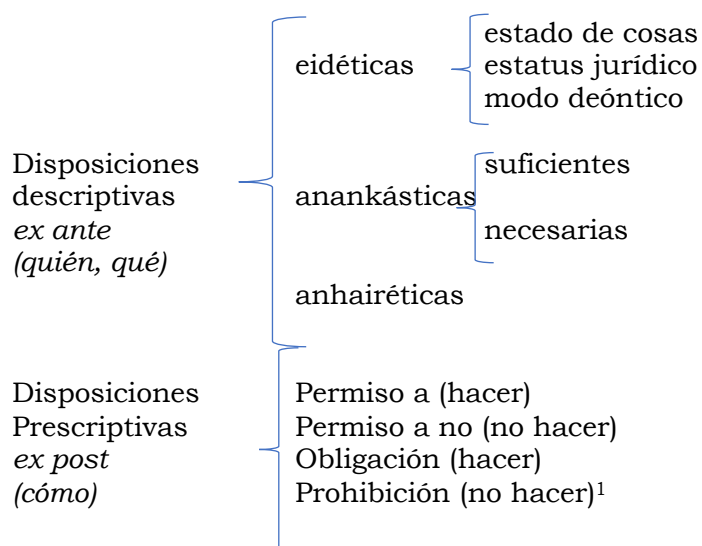 estado de cosas
eidéticas estatus jurídico
modo deóntico
Disposiciones suficientes
descriptivas anankásticas
ex ante necesarias
(quién, qué)
anhairéticas
Disposiciones Permiso a (hacer)
Prescriptivas Permiso a no (no hacer)
ex post Obligación (hacer)
(cómo) Prohibición (no hacer)¹